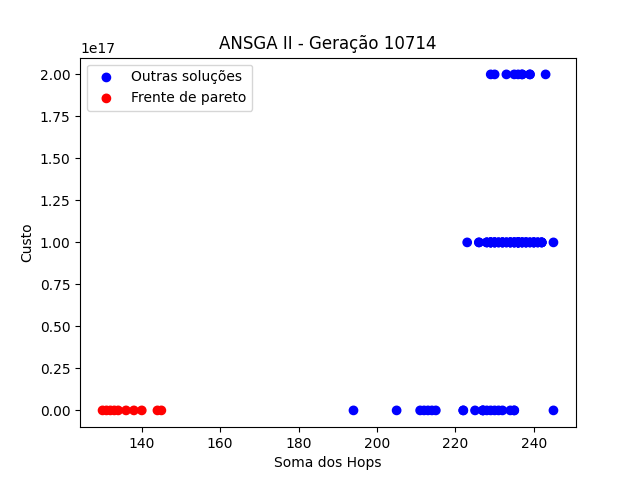 ANSGA II - Geração 10714
1e17
2.00
1.75
1.50
1.25
1.00
0.75
0.50
0.25
0.00
Custo
Outras soluções
Frente de pareto
140
160
180
200
220
240
Soma dos Hops